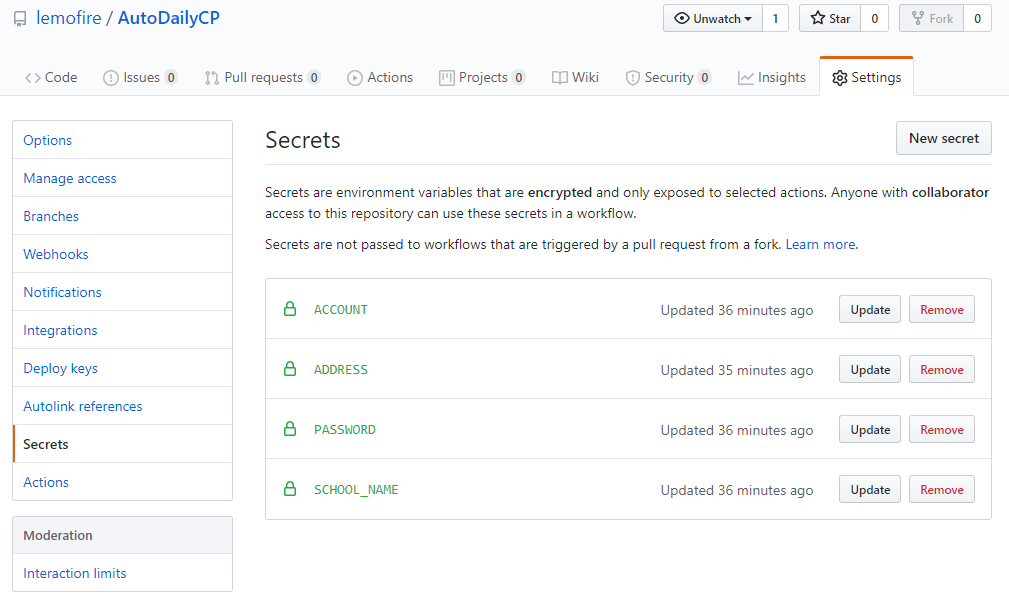 lemofire / AutoDailyCP
Unwatch 1 Star 0 Fork 0
Code Issues 0 Pull requests 0 Actions Projects 0 Wiki Security 0 Insights Settings
Options
Manage access
Branches
Webhooks
Notifications
Integrations
Deploy keys
Autolink references
Secrets
Actions
Moderation
Interaction limits
Secrets New secret
Secrets are environment variables that are encrypted and only exposed to selected actions. Anyone with collaborator
access to this repository can use these secrets in a workflow.
Secrets are not passed to workflows that are triggered by a pull request from a fork. Learn more.
ACCOUNT Updated 36 minutes ago Update Remove
ADDRESS Updated 35 minutes ago Update Remove
PASSWORD Updated 36 minutes ago Update Remove
SCHOOL_NAME Updated 36 minutes ago Update Remove